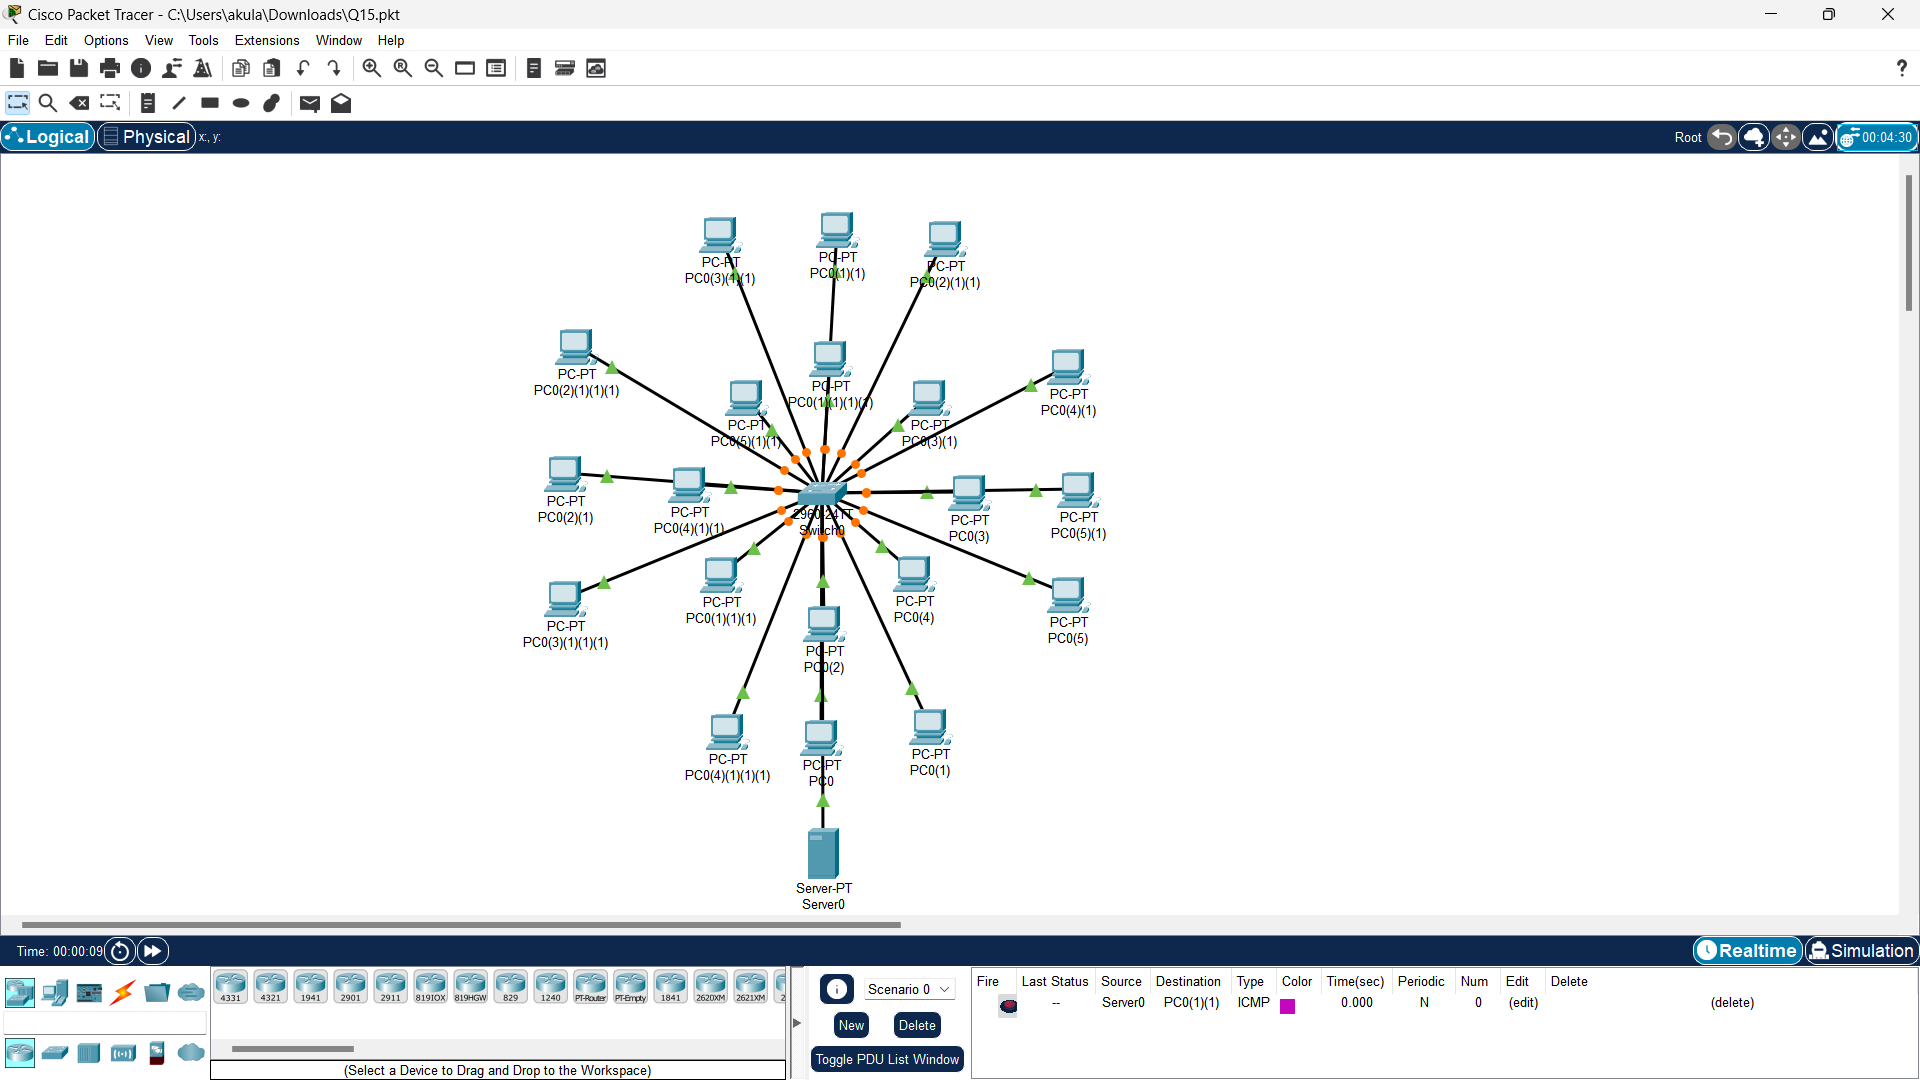 Cisco Packet Tracer - C:\Users\akula\Downloads\Q15.pkt
File Edit Options View Tools Extensions Window Help
?
Logical Physical x:, y: Root 00:04:30
PC-PT
PC0(3)(1)(1)
PC-PT
PC0(1)(1)
PC-PT
PC0(2)(1)(1)
PC-PT
PC0(2)(1)(1)(1)
PC-PT
PC0(1)(1)(1)(1)
PC-PT
PC0(4)(1)
PC-PT
PC0(5)(1)(1)
PC-PT
PC0(3)(1)
PC-PT
PC0(2)(1)
PC-PT
PC0(4)(1)(1)
2960-24TT
Switch0
PC-PT
PC0(3)
PC-PT
PC0(5)(1)
PC-PT
PC0(3)(1)(1)(1)
PC-PT
PC0(1)(1)(1)
PC-PT
PC0(4)
PC-PT
PC0(5)
PC-PT
PC0(2)
PC-PT
PC0(4)(1)(1)(1)
PC-PT
PC0
PC-PT
PC0(1)
Server-PT
Server0
Time: 00:00:09 Realtime Simulation
4331 4321 1941 2901 2911 819IOX 819HGW 829 1240 PT-Router PT-Empty 1841 2620XM 2621XM 2
(Select a Device to Drag and Drop to the Workspace)
Scenario 0
New Delete
Toggle PDU List Window
Fire Last Status Source Destination Type Color Time(sec) Periodic Num Edit Delete
-- Server0 PC0(1)(1) ICMP 0.000 N 0 (edit) (delete)